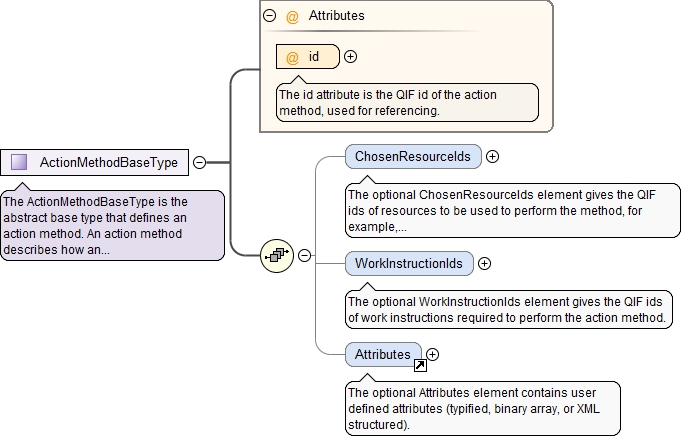 @ Attributes
@ id
The id attribute is the QIF id of the action
method, used for referencing.
ActionMethodBaseType
The ActionMethodBaseType is the
abstract base type that defines an
action method. An action method
describes how an...
ChosenResourceIds
The optional ChosenResourceIds element gives the QIF
ids of resources to be used to perform the method, for
example,...
WorkInstructionIds
The optional WorkInstructionIds element gives the QIF ids
of work instructions required to perform the action method.
Attributes
The optional Attributes element contains user
defined attributes (typified, binary array, or XML
structured).